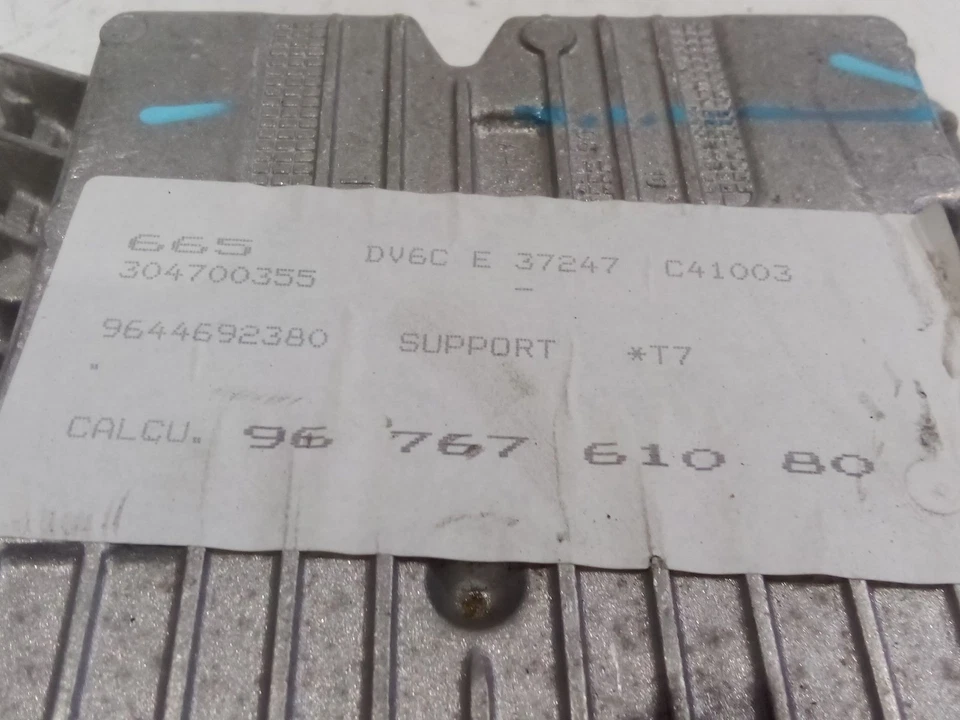 665 DV6C E 37247 C41003
304700355 _
9644692380 SUPPORT *T7
CALCU. 96 767 610 80